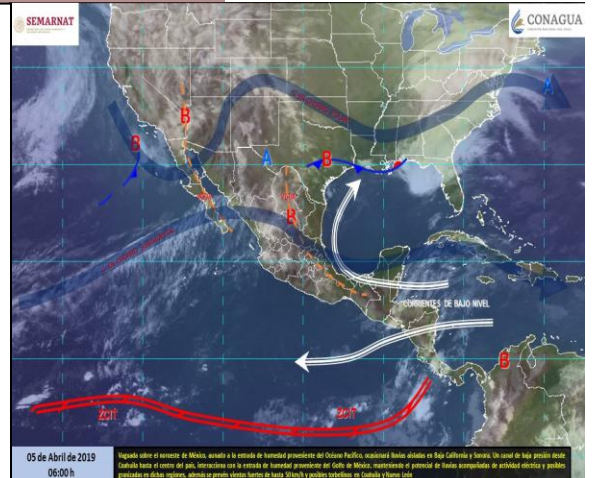 SEMARNAT
CONAGUA
B
A
B
A
B
B
CORRIENTES DE BAJO NIVEL
B
ZCIT
ZCIT
05 de Abril de 2019
06:00 h
Vaguada sobre el noroeste de México, aunado a la entrada de humedad proveniente del Océano Pacífico, ocasionará lluvias aisladas en Baja California y Sonora. Un canal de baja presión desde
Coahuila hasta el centro del país, interacciona con la entrada de humedad proveniente del Golfo de México, manteniendo el potencial de lluvias acompañadas de actividad eléctrica y posibles
granizadas en dichas regiones, además se prevén vientos fuertes de hasta 50 km/h y posibles torbellinos en Coahuila y Nuevo León